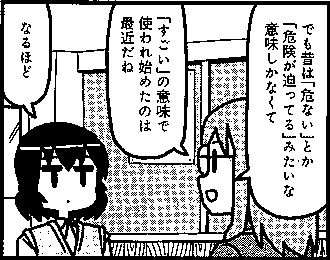 でも昔は「危ない」とか
「危険が迫ってる」みたいな
意味しかなくて
「すごい」の意味で
使われ始めたのは
最近だね
なるほど